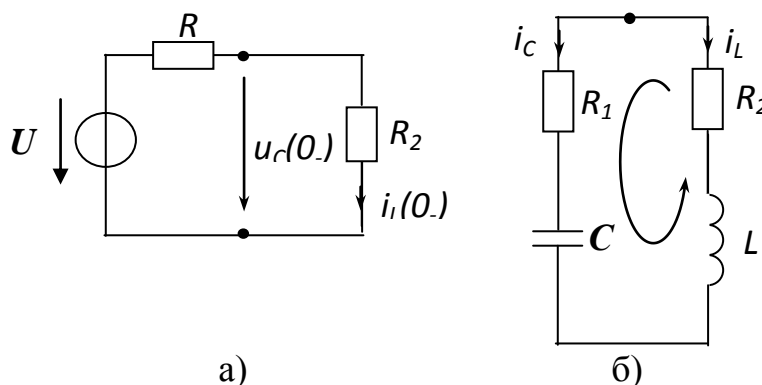 R
U
u_C(0_-)
R_2
i_L(0_-)
i_C
i_L
R_1
R_2
C
L
а)
б)